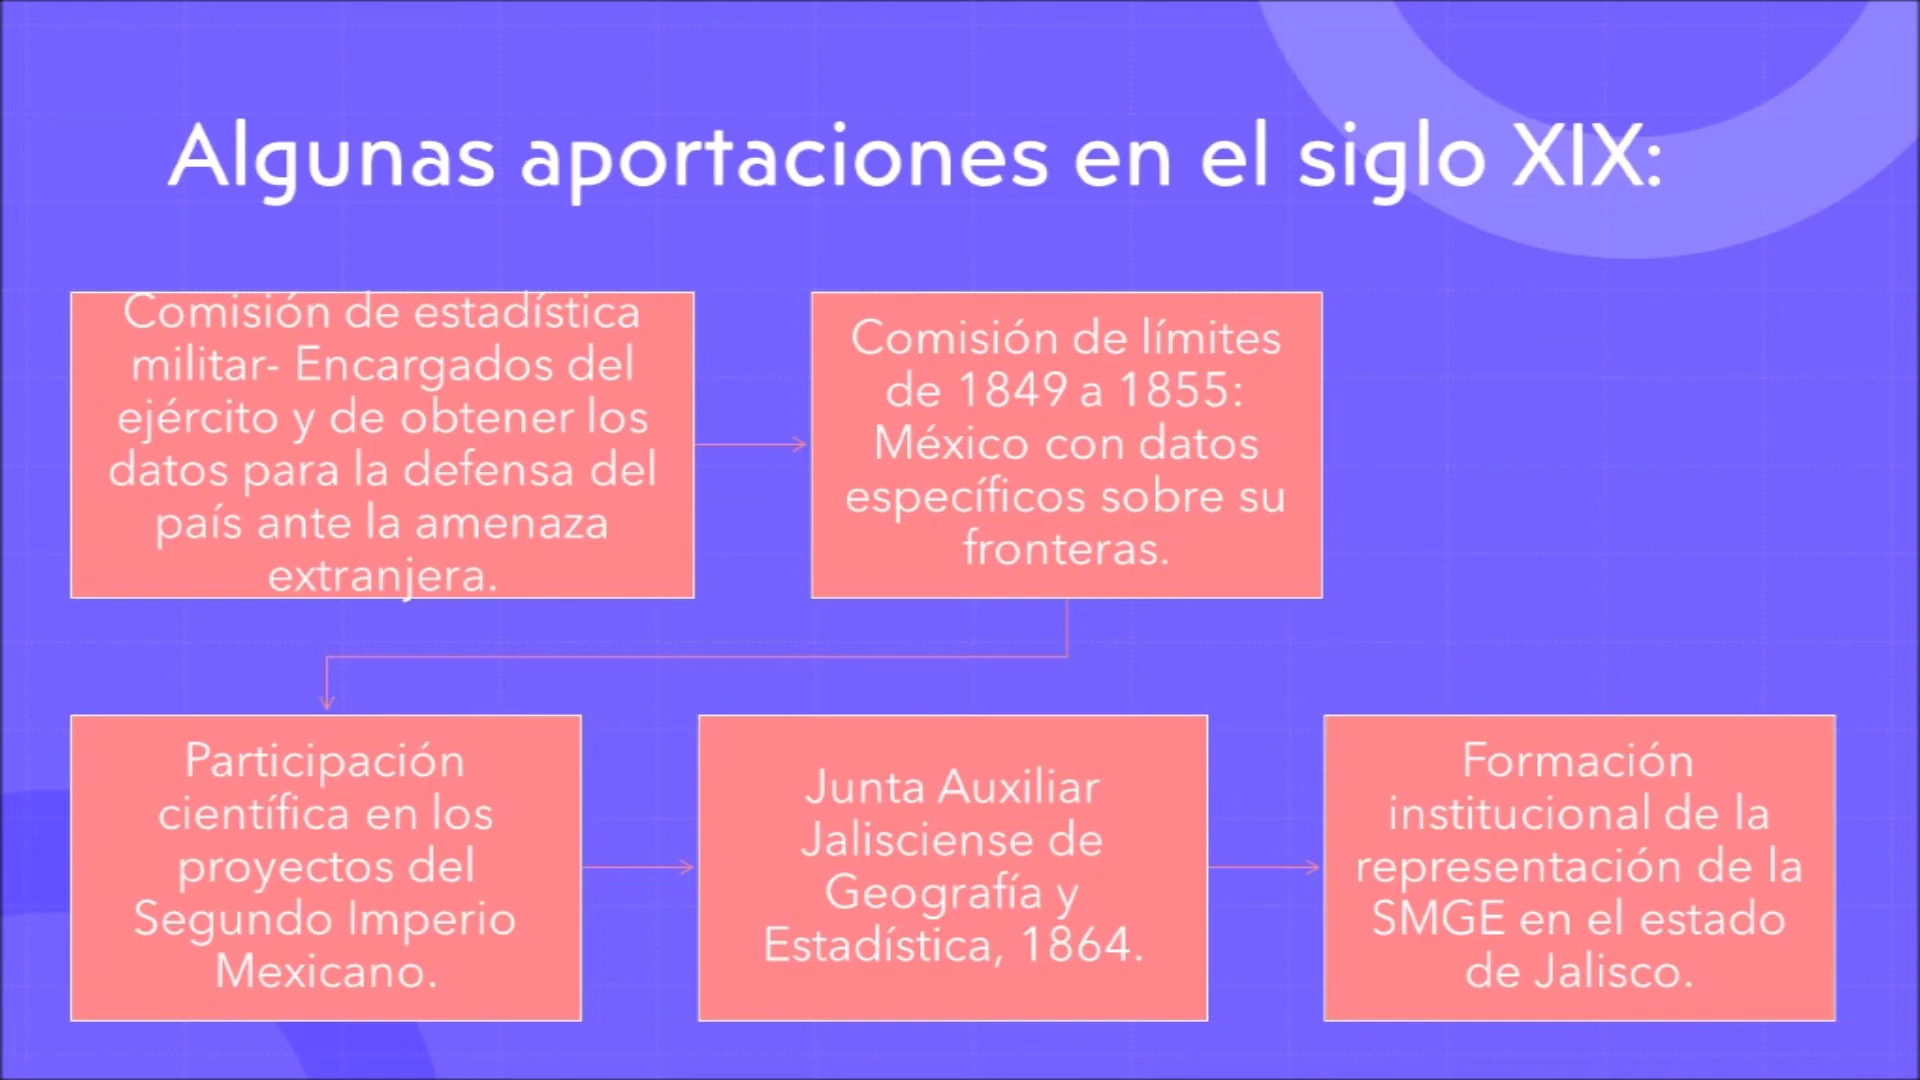 Algunas aportaciones en el siglo XIX:
Comisión de estadística
militar- Encargados del
ejército y de obtener los
datos para la defensa del
país ante la amenaza
extranjera.
Comisión de límites
de 1849 a 1855:
México con datos
específicos sobre su
fronteras.
Participación
científica en los
proyectos del
Segundo Imperio
Mexicano.
Junta Auxiliar
Jalisciense de
Geografía y
Estadística, 1864.
Formación
institucional de la
representación de la
SMGE en el estado
de Jalisco.